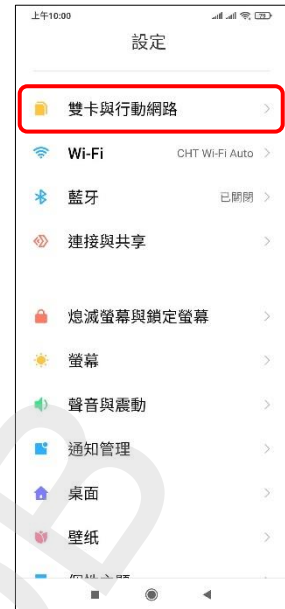 上午10:00
設定
雙卡與行動網路
Wi-Fi CHT Wi-Fi Auto
藍牙 已關閉
連接與共享
熄滅螢幕與鎖定螢幕
螢幕
聲音與震動
通知管理
桌面
壁紙